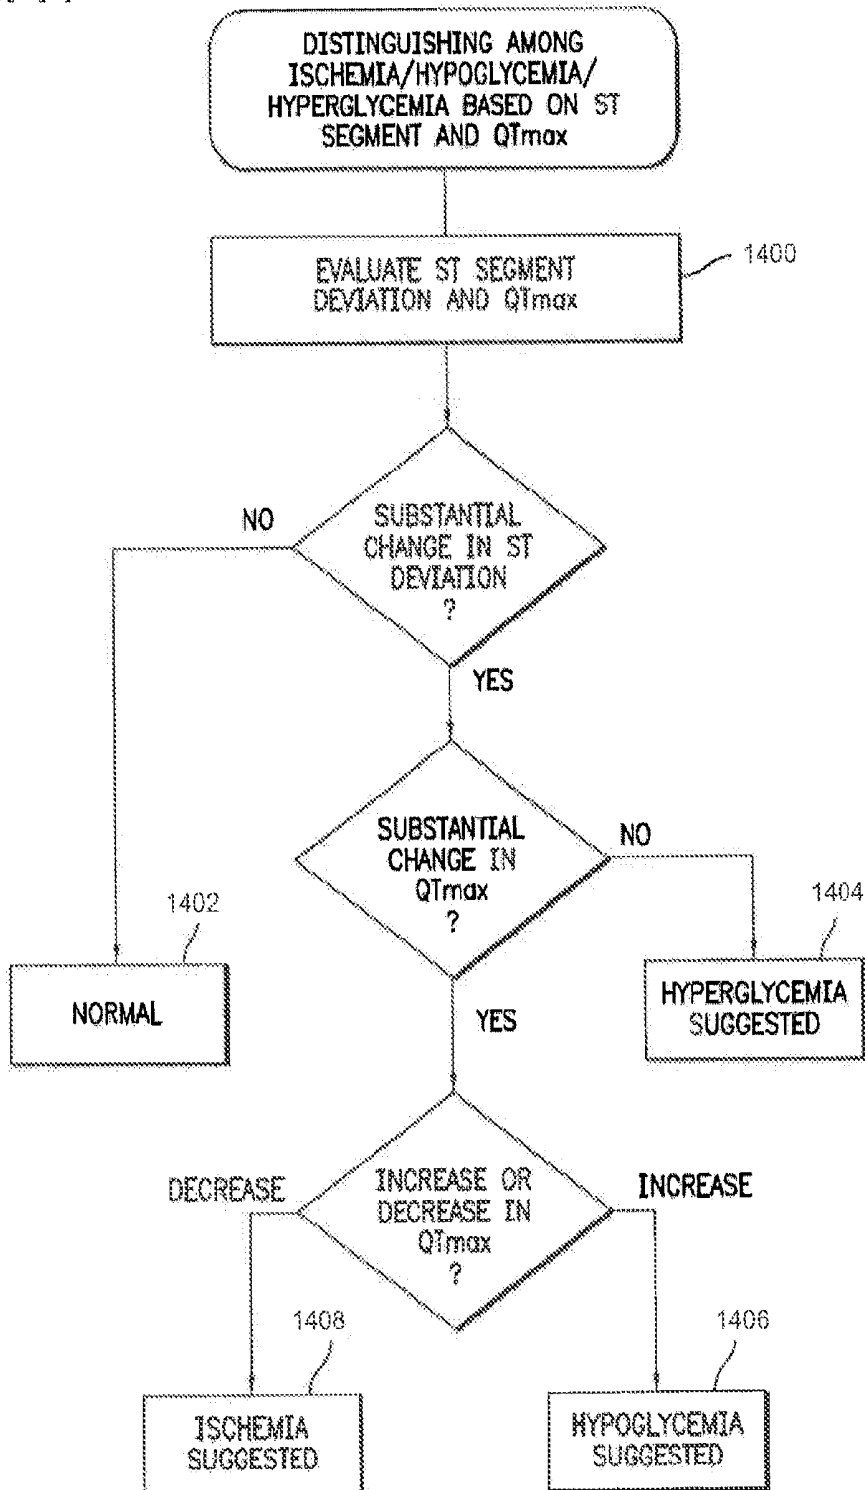 DISTINGUISHING AMONG
ISCHEMIA/HYPOGLYCEMIA/
HYPERGLYCEMIA BASED ON ST
SEGMENT AND QTmax
EVALUATE ST SEGMENT
DEVIATION AND QTmax
1400
NO
SUBSTANTIAL
CHANGE IN ST
DEVIATION
?
YES
SUBSTANTIAL
CHANGE IN
QTmax
?
NO
1402
NORMAL
1404
HYPERGLYCEMIA
SUGGESTED
YES
DECREASE
INCREASE OR
DECREASE IN
QTmax
?
INCREASE
1408
ISCHEMIA
SUGGESTED
1406
HYPOGLYCEMIA
SUGGESTED